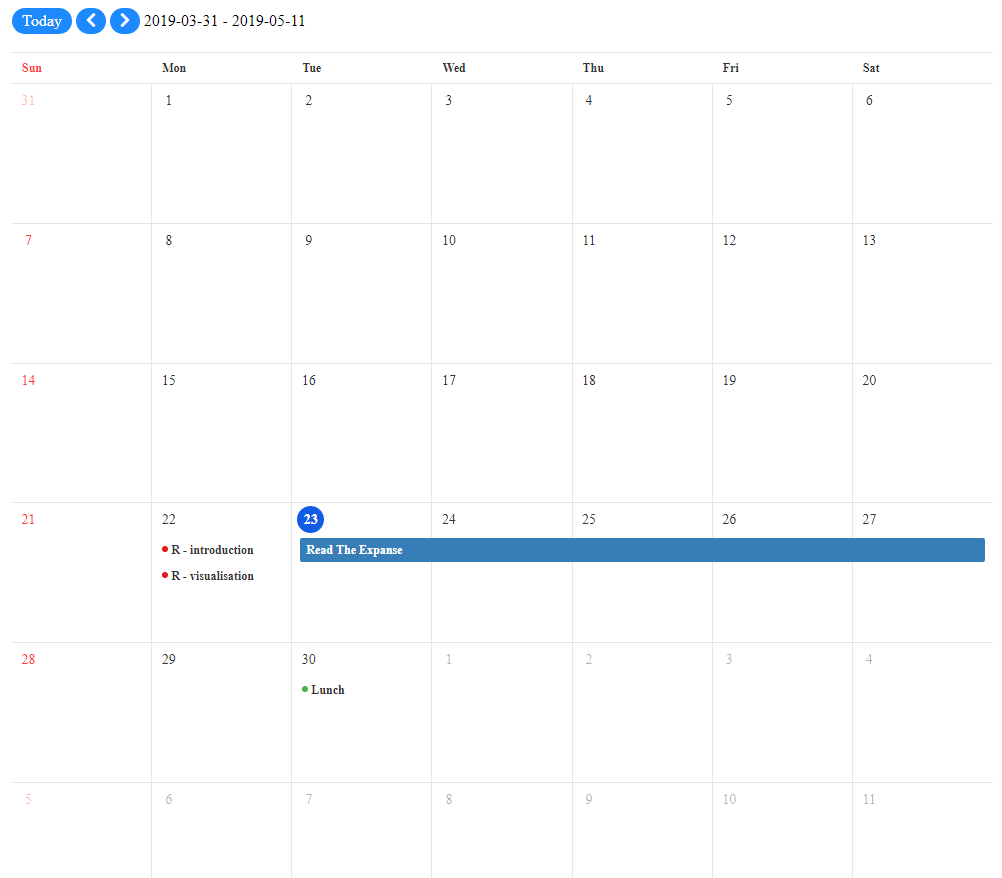 Today 2019-03-31 - 2019-05-11
Sun Mon Tue Wed Thu Fri Sat
31 1 2 3 4 5 6
7 8 9 10 11 12 13
14 15 16 17 18 19 20
21 22 23 24 25 26 27
R - introduction Read The Expanse
R - visualisation
28 29 30 1 2 3 4
Lunch
5 6 7 8 9 10 11